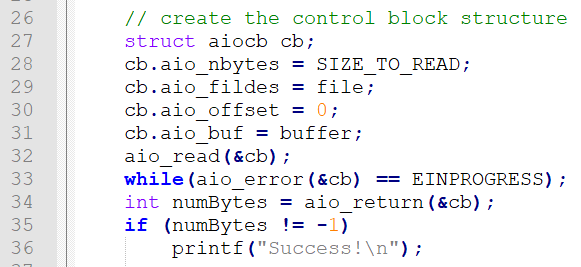 26 // create the control block structure
27 struct aiocb cb;
28 cb.aio_nbytes = SIZE_TO_READ;
29 cb.aio_fildes = file;
30 cb.aio_offset = 0;
31 cb.aio_buf = buffer;
32 aio_read(&cb);
33 while(aio_error(&cb) == EINPROGRESS);
34 int numBytes = aio_return(&cb);
35 if (numBytes != -1)
36 printf("Success!\n");